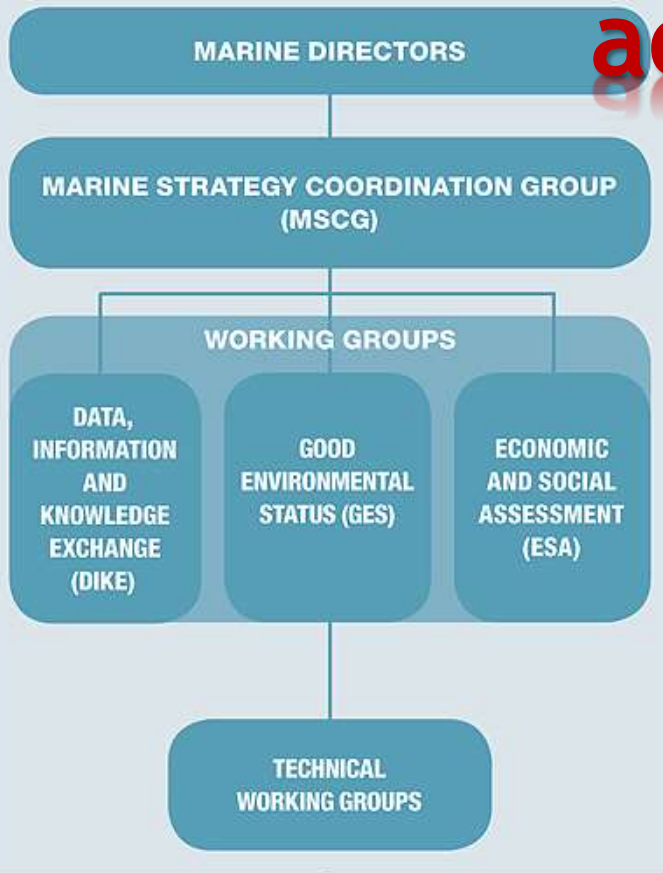 MARINE DIRECTORS
MARINE STRATEGY COORDINATION GROUP
(MSCG)
WORKING GROUPS
DATA,
INFORMATION
AND
KNOWLEDGE
EXCHANGE
(DIKE)
GOOD
ENVIRONMENTAL
STATUS (GES)
ECONOMIC
AND SOCIAL
ASSESSMENT
(ESA)
TECHNICAL
WORKING GROUPS